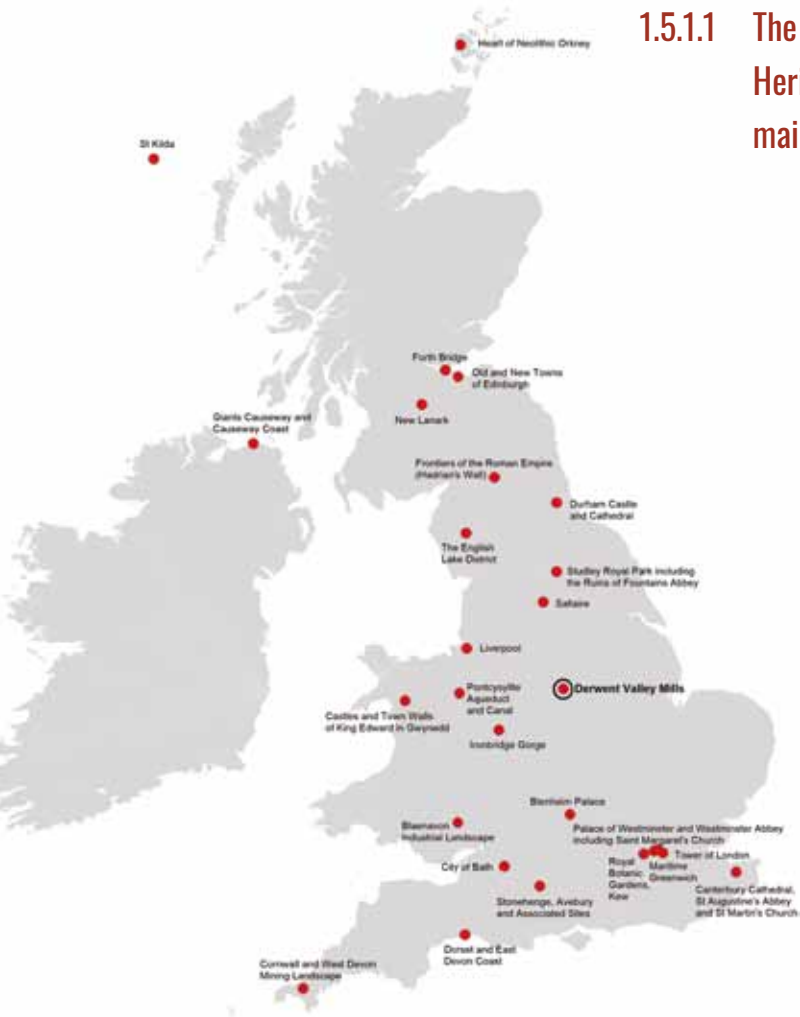 1.5.1.1 The
Heri
mai
Heart of Neolithic Orkney
St Kilda
Forth Bridge
Old and New Towns
of Edinburgh
New Lanark
Giants Causeway and
Causeway Coast
Frontiers of the Roman Empire
(Hadrian's Wall)
Durham Castle
and Cathedral
The English
Lake District
Studley Royal Park including
the Ruins of Fountains Abbey
Saltaire
Liverpool
Derwent Valley Mills
Pontcysyllte
Aqueduct
and Canal
Castles and Town Walls
of King Edward in Gwynedd
Ironbridge Gorge
Blenheim Palace
Blaenavon
Industrial Landscape
Palace of Westminster and Westminster Abbey
including Saint Margaret's Church
Tower of London
Maritime
Greenwich
Royal
Botanic
Gardens,
Kew
City of Bath
Canterbury Cathedral,
St Augustine's Abbey
and St Martin's Church
Stonehenge, Avebury
and Associated Sites
Dorset and East
Devon Coast
Cornwall and West Devon
Mining Landscape